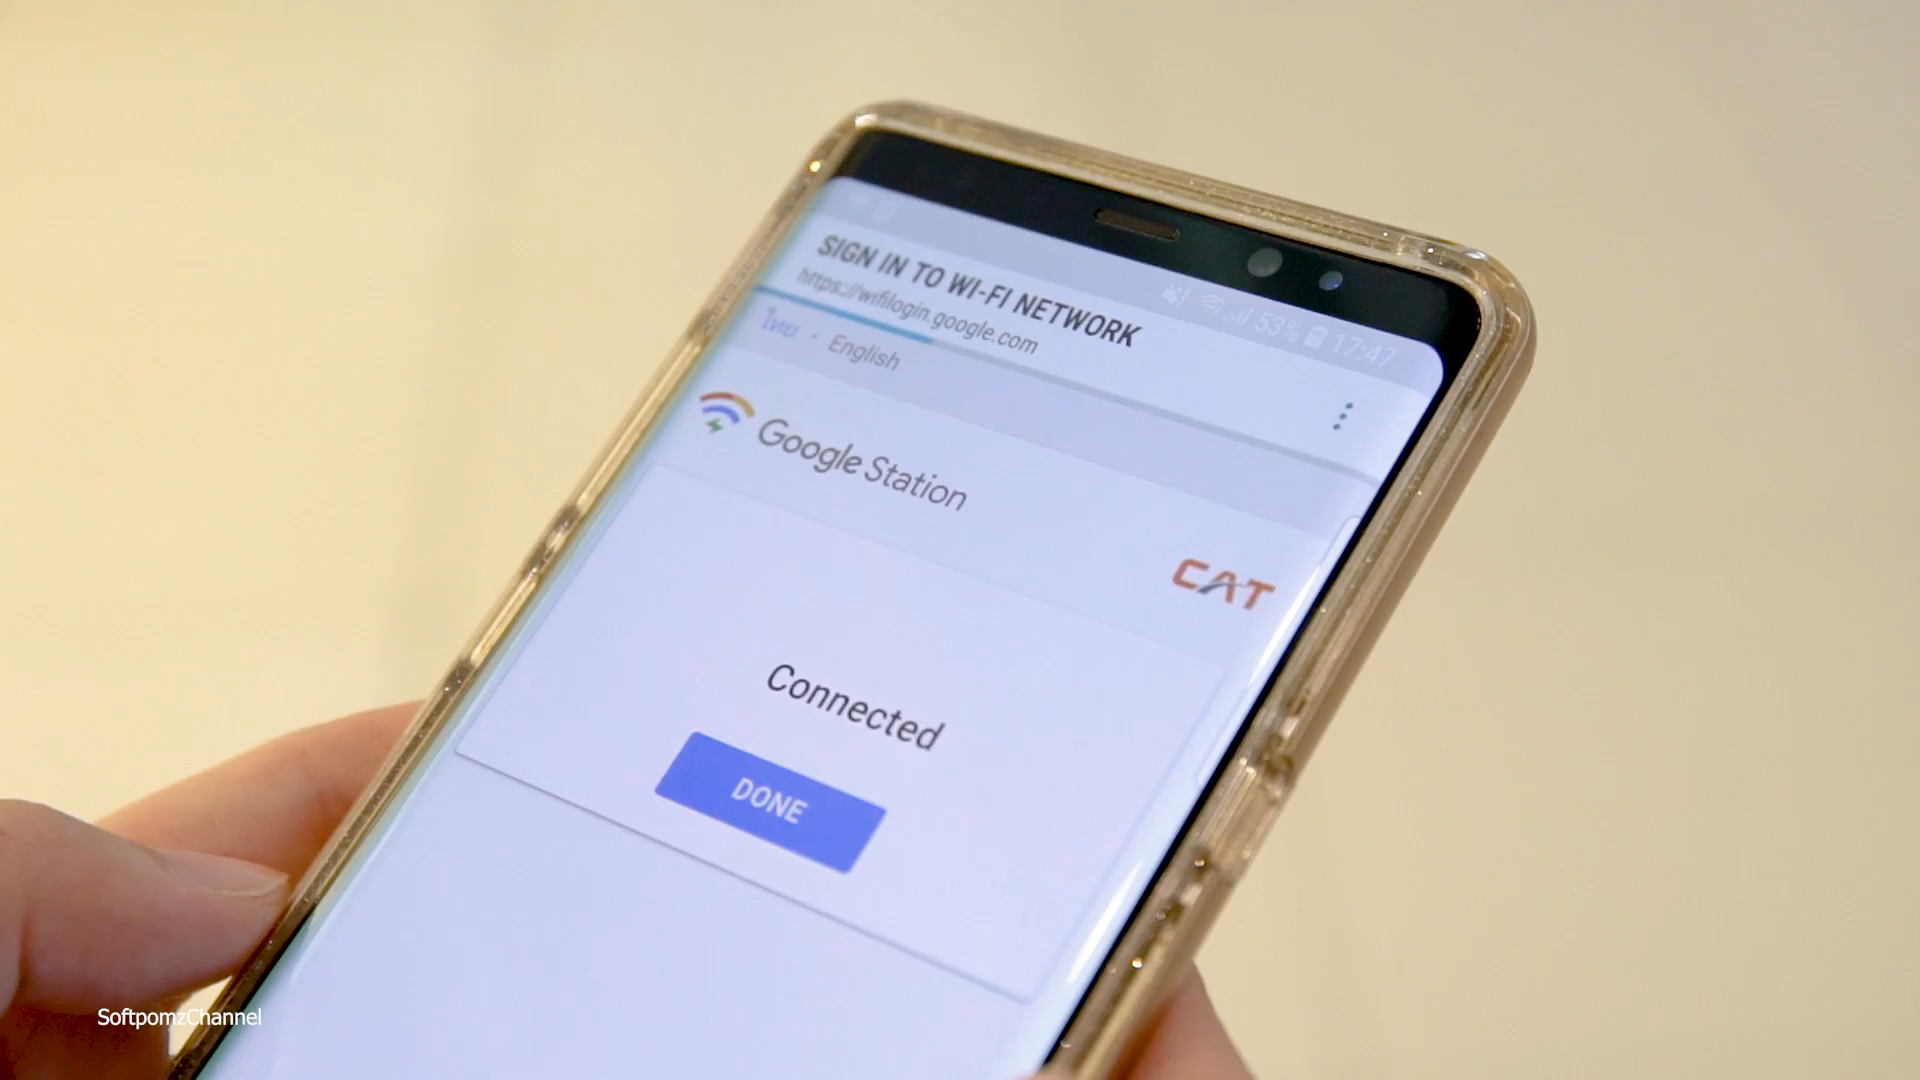 53% 17:47
SIGN IN TO WI-FI NETWORK
https://wifilogin.google.com
ไทย · English
Google Station
CAT
Connected
DONE
SoftpomzChannel